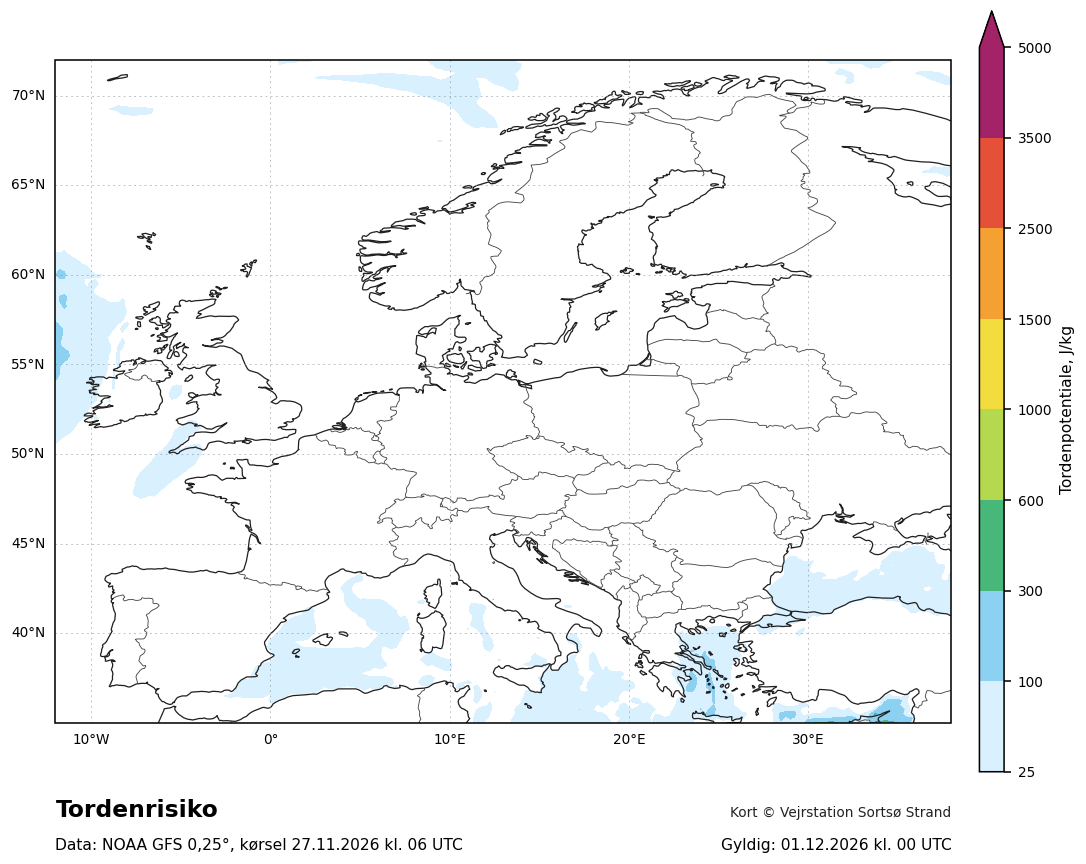 70°N
65°N
60°N
55°N
50°N
45°N
40°N
10°W
0°
10°E
20°E
30°E
5000
3500
2500
1500
1000
600
300
100
25
Tordenpotentiale, J/kg
Tordenrisiko
Kort © Vejrstation Sortsø Strand
Data: NOAA GFS 0,25°, kørsel 27.11.2026 kl. 06 UTC
Gyldig: 01.12.2026 kl. 00 UTC